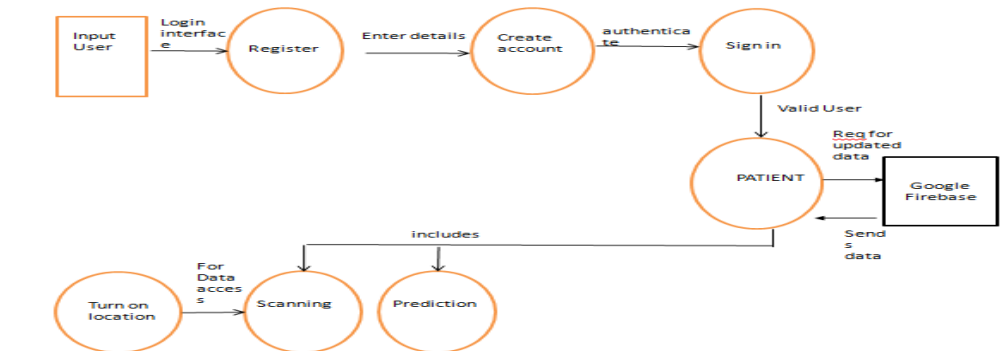 Input
User
Login
interfac
e
Register
Enter details
Create
account
authentica
te
Sign in
Valid User
Req for
updated
data
PATIENT
Google
Firebase
Send
s
data
includes
For
Data
acces
s
Turn on
location
Scanning
Prediction